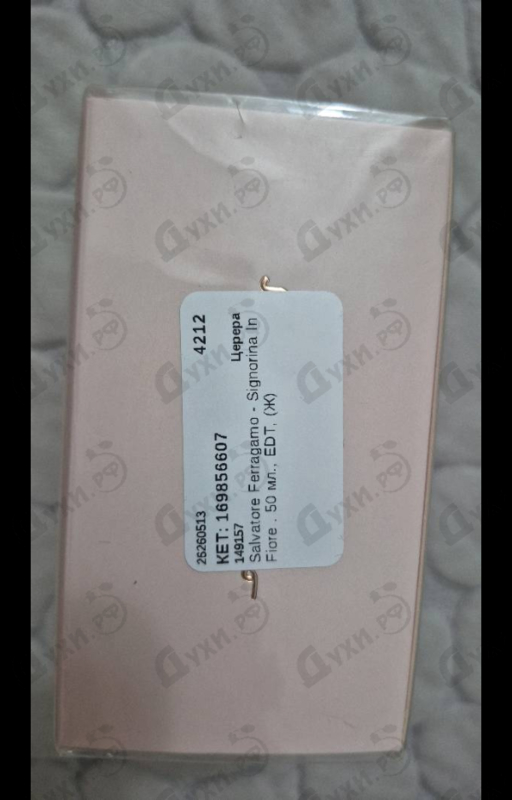 26260513 4212
КЕТ: 169856607
149157 Церера
Salvatore Ferragamo - Signorina In
Fiore . 50 мл., EDT, (Ж)
Духи.рф